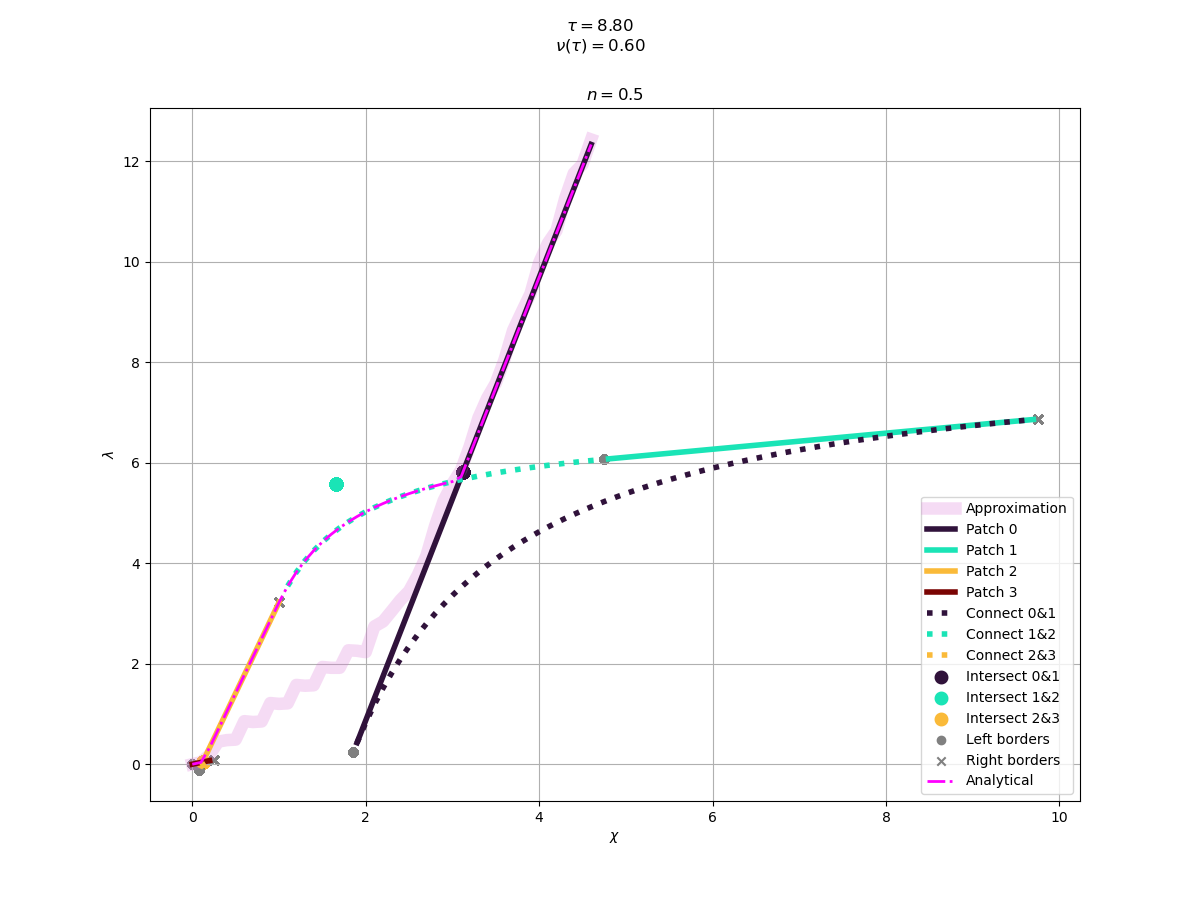 τ = 8.80
ν(τ) = 0.60
n = 0.5
λ
12
10
8
6
4
2
0
0 2 4 6 8 10
χ
Approximation
Patch 0
Patch 1
Patch 2
Patch 3
Connect 0&1
Connect 1&2
Connect 2&3
Intersect 0&1
Intersect 1&2
Intersect 2&3
Left borders
Right borders
Analytical